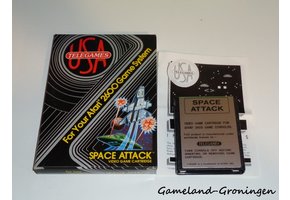 USA
TELEGAMES
For Your Atari 2600 Game System
SPACE ATTACK
VIDEO GAME CARTRIDGE
USA
SPACE
ATTACK
VIDEO GAME CARTRIDGE FOR
TELEGAMES
Gameland-Groningen